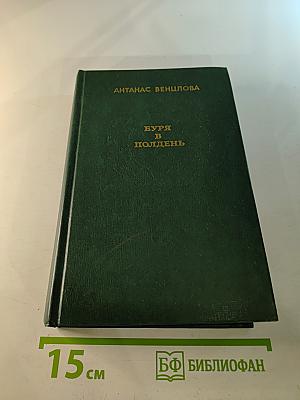 АНТАНАС ВЕНЦЛОВА
БУРЯ
В
ПОЛДЕНЬ
15 см
БФ БИБЛИОФАН